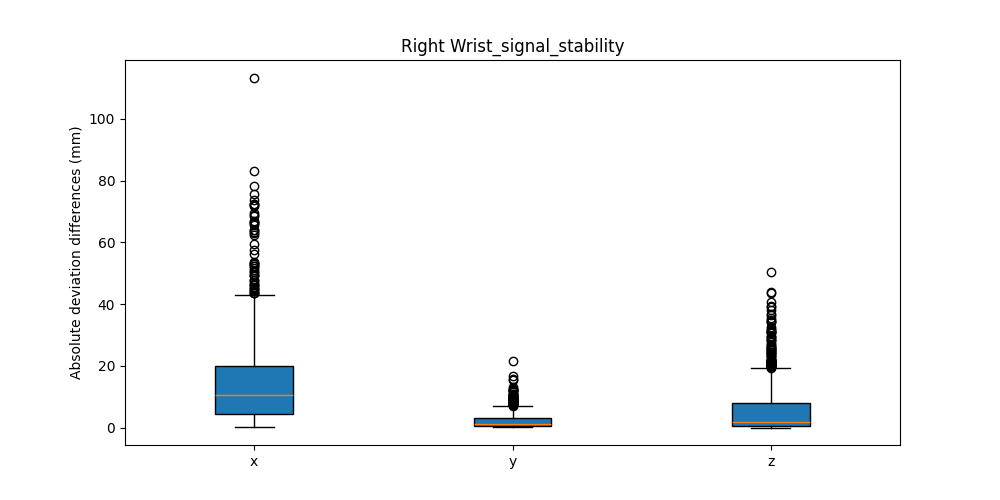 Right Wrist_signal_stability
Absolute deviation differences (mm)
100
80
60
40
20
0
x
y
z